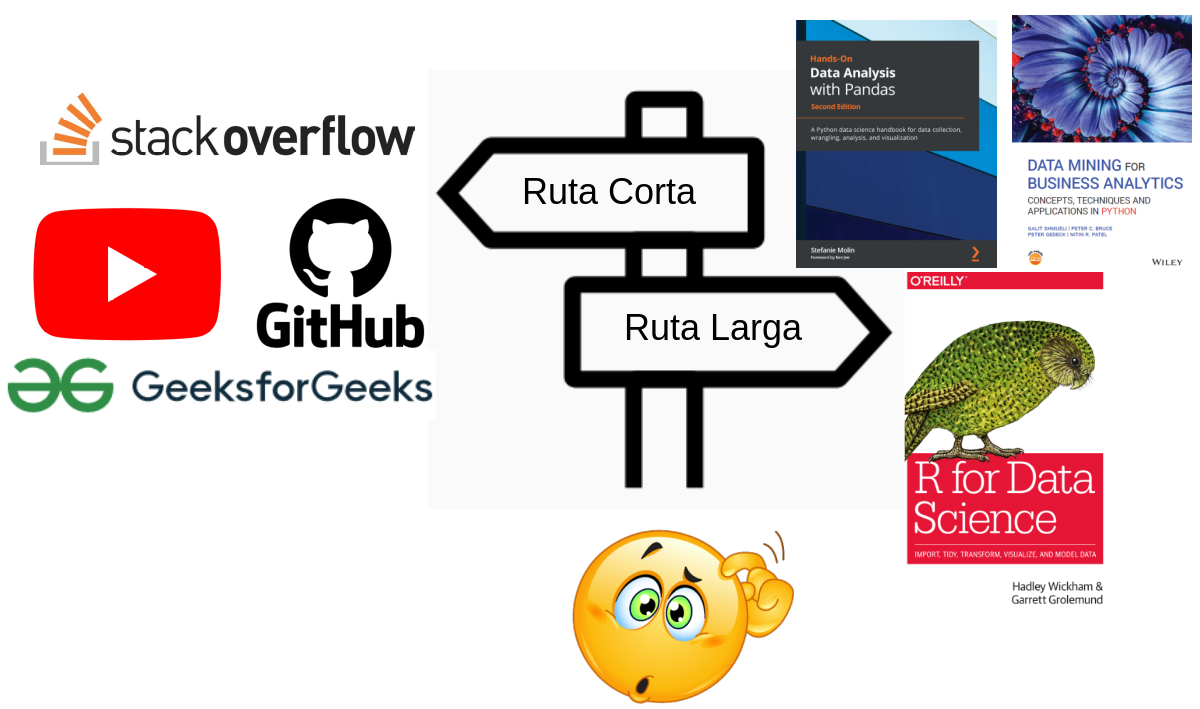 stackoverflow
GitHub
GeeksforGeeks
Ruta Corta
Ruta Larga
Hands-On
Data Analysis
with Pandas
Second Edition
A Python data science handbook for data collection,
wrangling, analysis, and visualization
Stefanie Molin
Foreword by Ken Jee
DATA MINING FOR
BUSINESS ANALYTICS
CONCEPTS, TECHNIQUES AND
APPLICATIONS IN PYTHON
GALIT SHMUELI | PETER C. BRUCE
PETER GEDECK | NITIN R. PATEL
WILEY
O'REILLY
R for Data
Science
IMPORT, TIDY, TRANSFORM, VISUALIZE, AND MODEL DATA
Hadley Wickham &
Garrett Grolemund